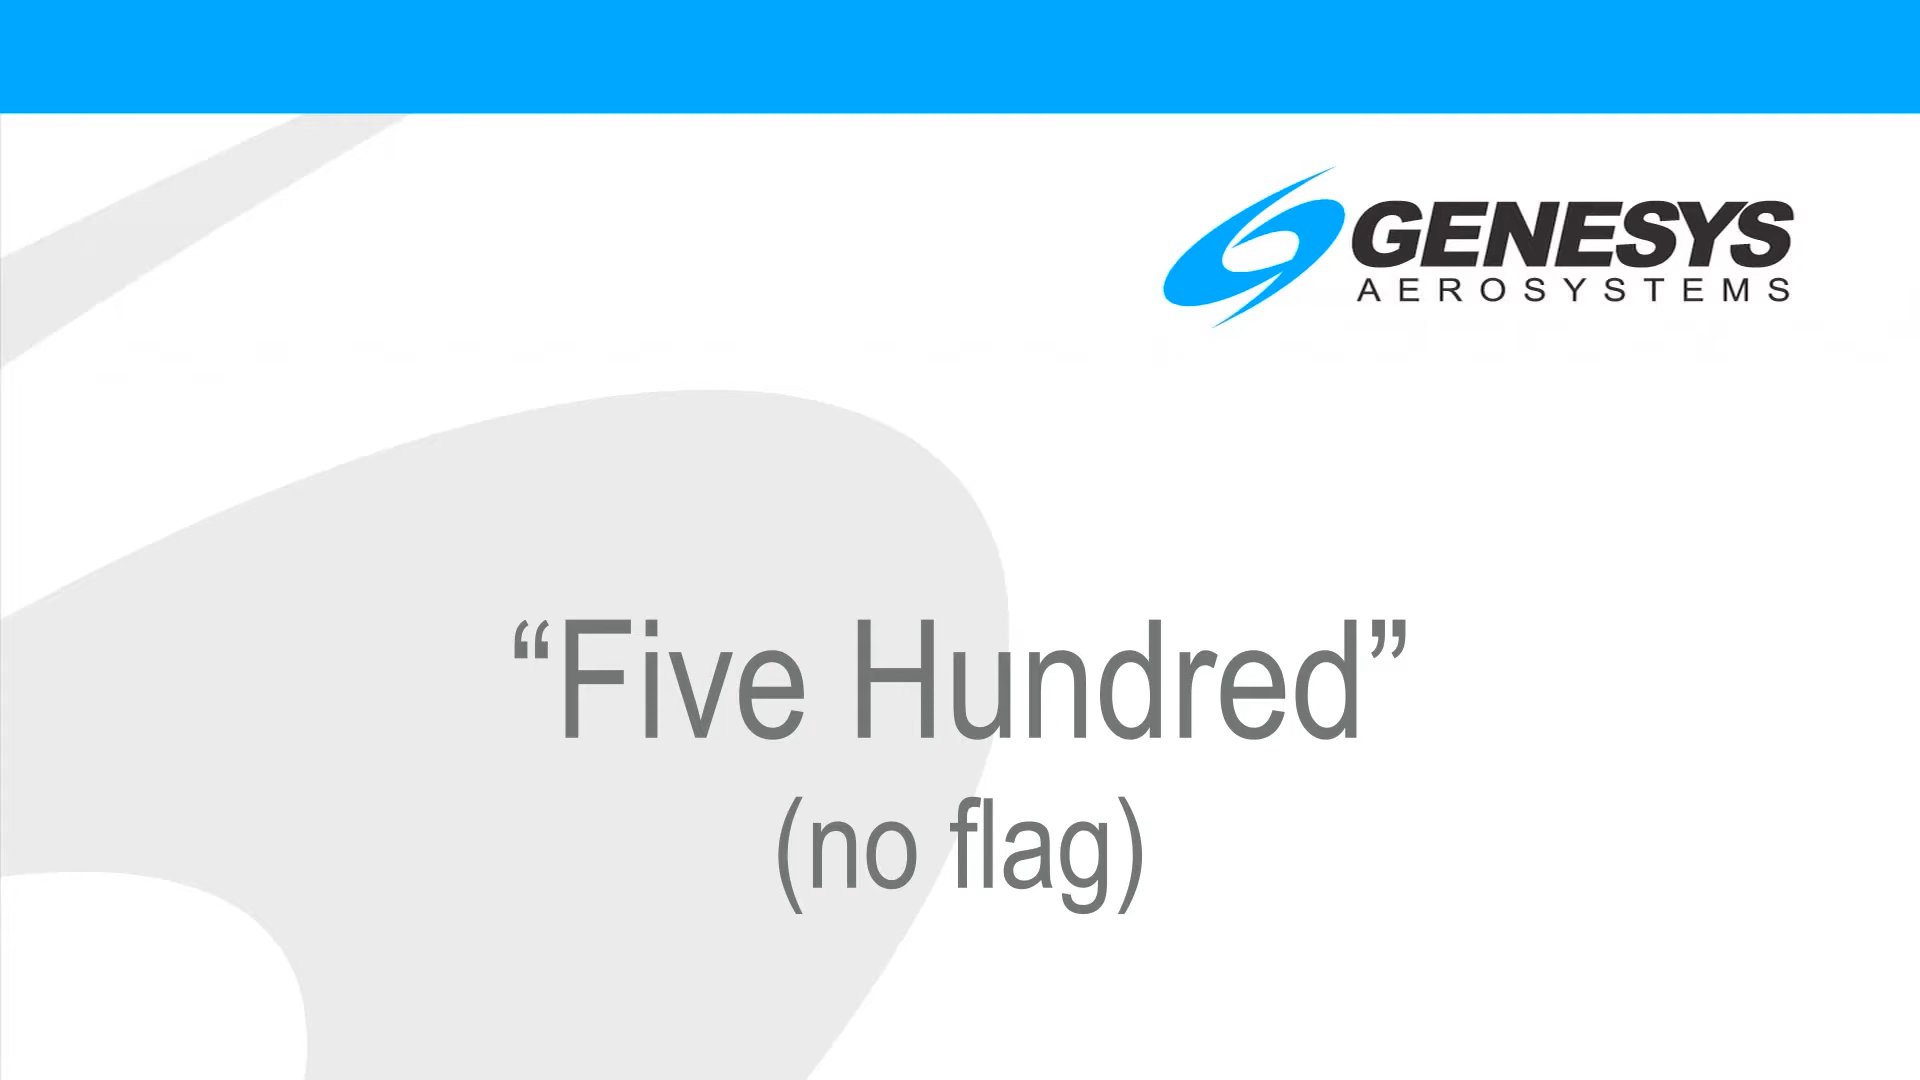 GENESYS
AEROSYSTEMS
“Five Hundred”
(no flag)